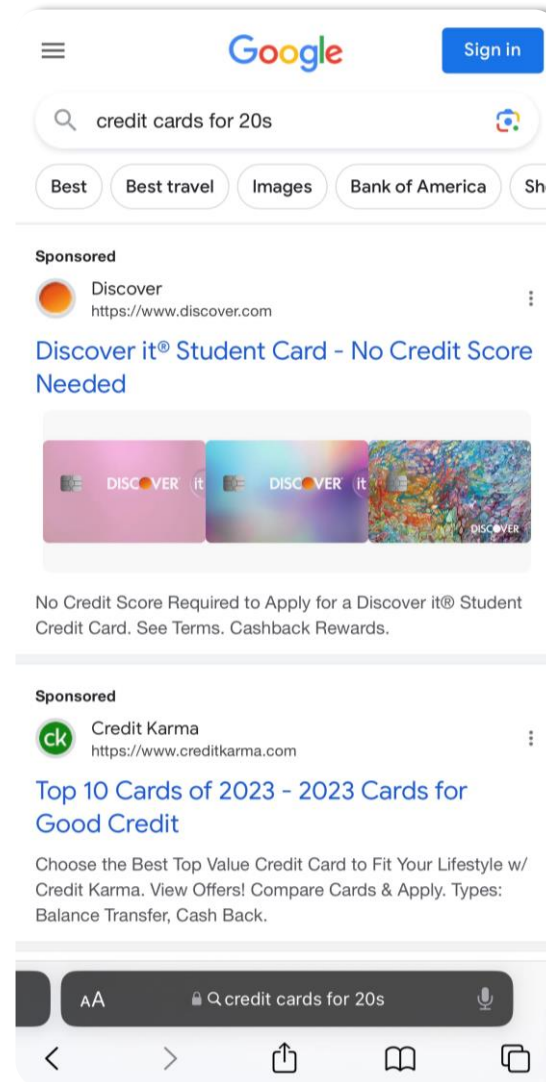 Google
Sign in
credit cards for 20s
Best
Best travel
Images
Bank of America
Sh
Sponsored
Discover
https://www.discover.com
Discover it® Student Card - No Credit Score
Needed
DISCOVER it
DISCOVER it
DISCOVER
No Credit Score Required to Apply for a Discover it® Student
Credit Card. See Terms. Cashback Rewards.
Sponsored
ck
Credit Karma
https://www.creditkarma.com
Top 10 Cards of 2023 - 2023 Cards for
Good Credit
Choose the Best Top Value Credit Card to Fit Your Lifestyle w/
Credit Karma. View Offers! Compare Cards & Apply. Types:
Balance Transfer, Cash Back.
AA
credit cards for 20s